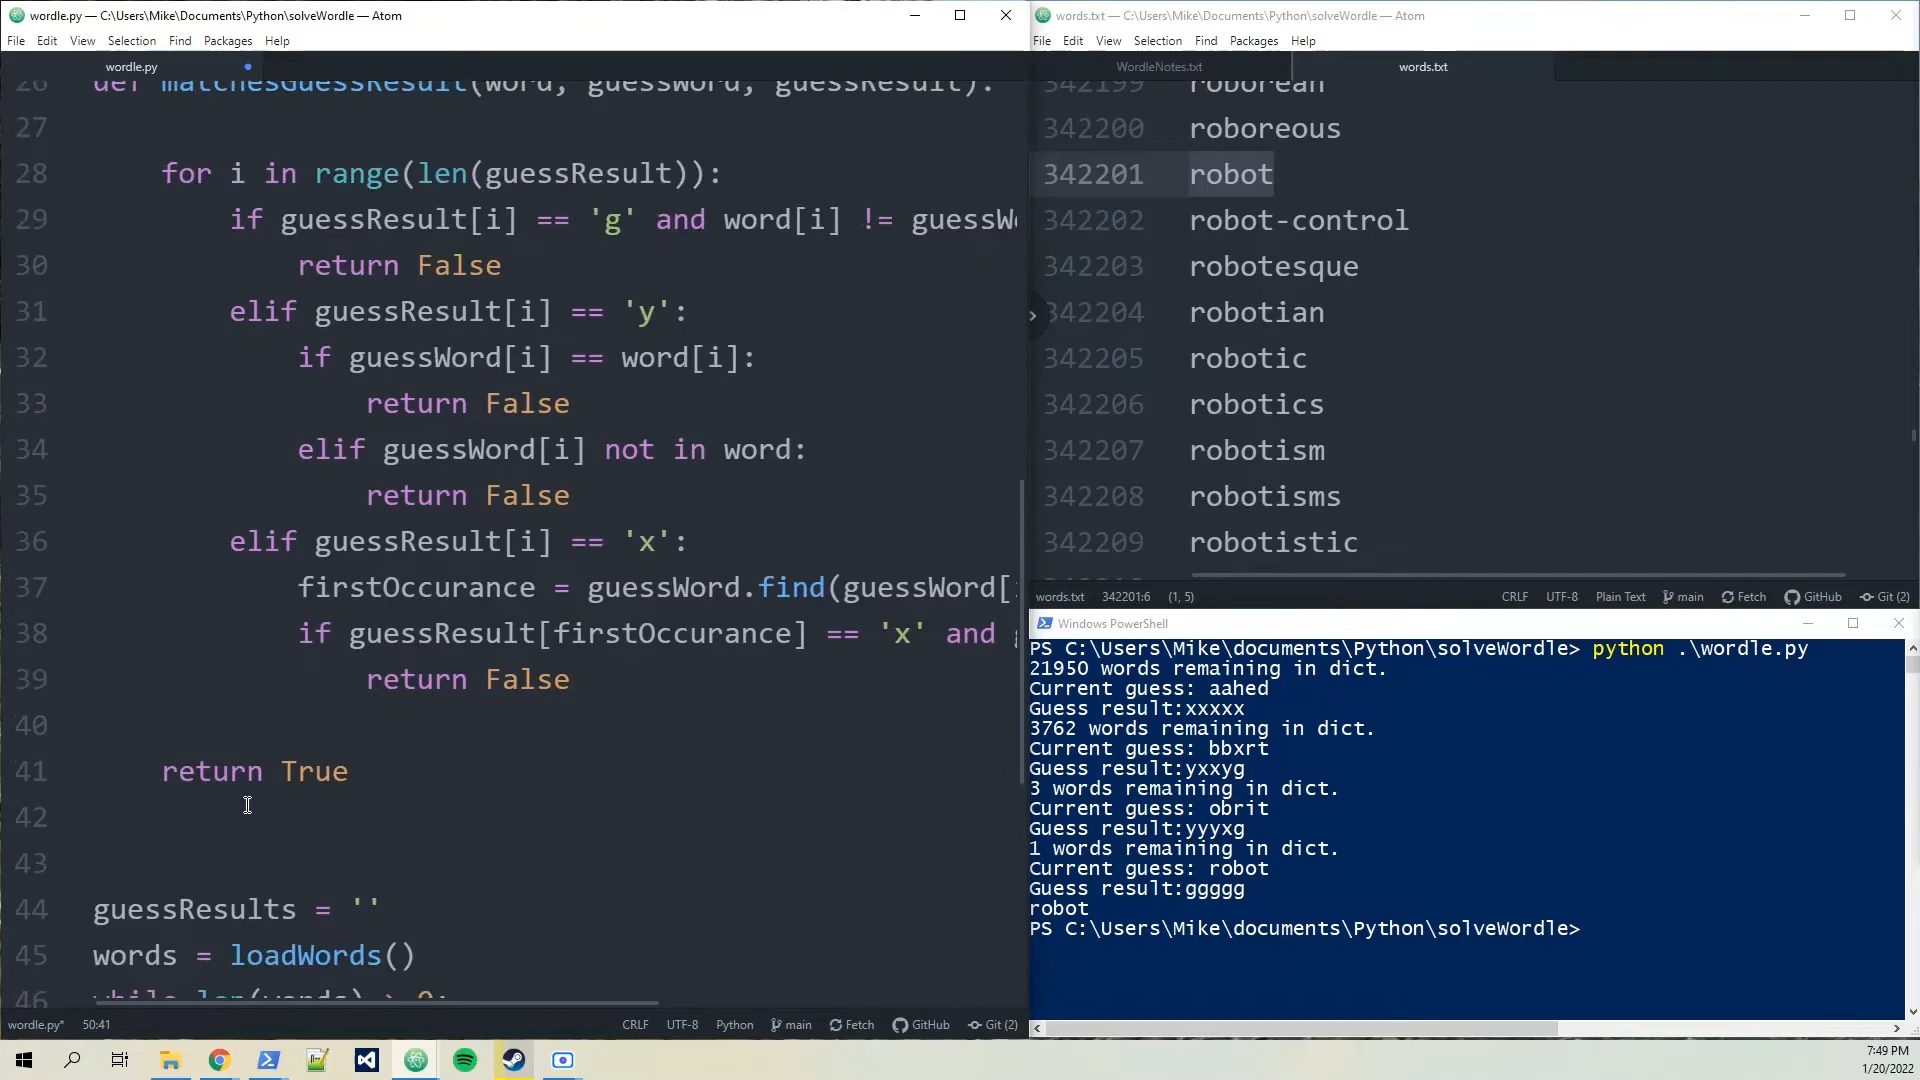 wordle.py — C:\Users\Mike\Documents\Python\solveWordle — Atom
File Edit View Selection Find Packages Help
wordle.py
26 def matchesGuessResult(word, guessWord, guessResult):
27
28 for i in range(len(guessResult)):
29 if guessResult[i] == 'g' and word[i] != guessWo
30 return False
31 elif guessResult[i] == 'y':
32 if guessWord[i] == word[i]:
33 return False
34 elif guessWord[i] not in word:
35 return False
36 elif guessResult[i] == 'x':
37 firstOccurance = guessWord.find(guessWord[
38 if guessResult[firstOccurance] == 'x' and
39 return False
40
41 return True
42
43
44 guessResults = ''
45 words = loadWords()
46 while len(words) > 0:
wordle.py* 50:41 CRLF UTF-8 Python main Fetch GitHub Git (2)
words.txt — C:\Users\Mike\Documents\Python\solveWordle — Atom
File Edit View Selection Find Packages Help
WordleNotes.txt words.txt
342199 roborean
342200 roboreous
342201 robot
342202 robot-control
342203 robotesque
342204 robotian
342205 robotic
342206 robotics
342207 robotism
342208 robotisms
342209 robotistic
words.txt 342201:6 (1, 5) CRLF UTF-8 Plain Text main Fetch GitHub Git (2)
Windows PowerShell
PS C:\Users\Mike\documents\Python\solveWordle> python .\wordle.py
21950 words remaining in dict.
Current guess: aahed
Guess result:xxxxx
3762 words remaining in dict.
Current guess: bbxrt
Guess result:yxxyg
3 words remaining in dict.
Current guess: obrit
Guess result:yyyxg
1 words remaining in dict.
Current guess: robot
Guess result:ggggg
robot
PS C:\Users\Mike\documents\Python\solveWordle>
7:49 PM
1/20/2022